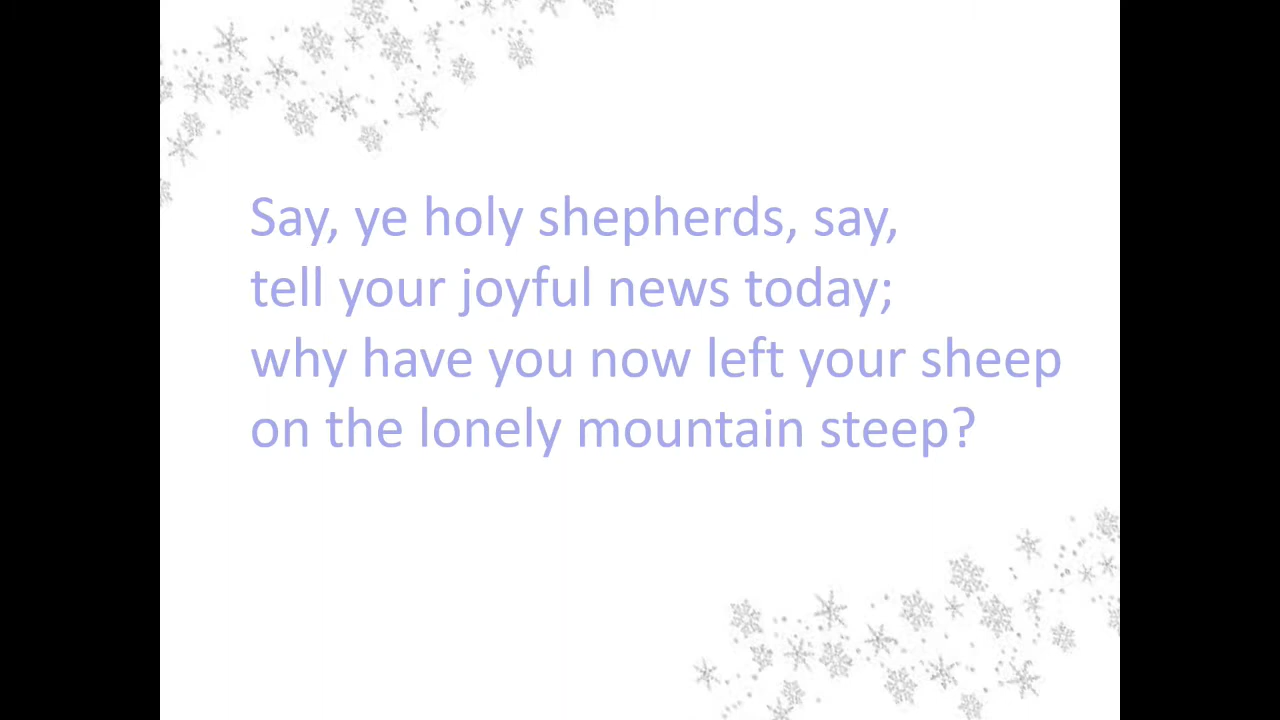 Say, ye holy shepherds, say,
tell your joyful news today;
why have you now left your sheep
on the lonely mountain steep?